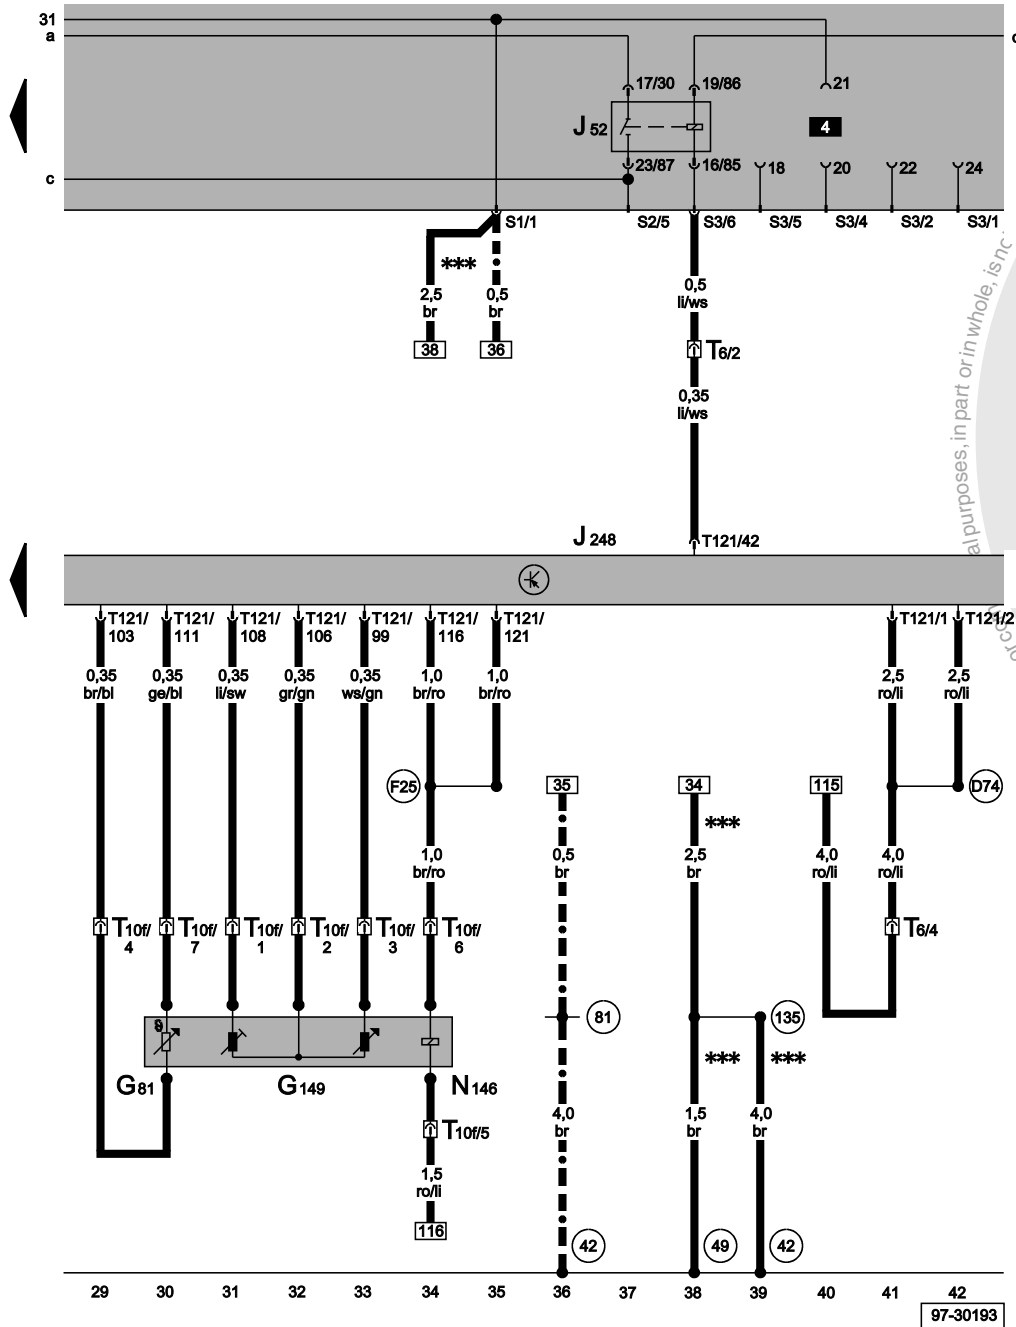 31
a
17/30
19/86
21
J 52
4
23/87
16/85
18
20
22
24
c
S1/1
S2/5
S3/6
S3/5
S3/4
S3/2
S3/1
***
2,5
br
0,5
br
0,5
li/ws
38
36
T6/2
0,35
li/ws
al purposes, in part or in whole, is no
J 248
T121/42
T121/
103
T121/
111
T121/
108
T121/
106
T121/
99
T121/
116
T121/
121
T121/1
T121/2
0,35
br/bl
0,35
ge/bl
0,35
li/sw
0,35
gr/gn
0,35
ws/gn
1,0
br/ro
1,0
br/ro
2,5
ro/li
2,5
ro/li
F25
35
34
115
D74
***
1,0
br/ro
0,5
br
2,5
br
4,0
ro/li
4,0
ro/li
T10f/
4
T10f/
7
T10f/
1
T10f/
2
T10f/
3
T10f/
6
T6/4
81
135
***
***
G81
G149
N146
T10f/5
4,0
br
1,5
br
4,0
br
1,5
ro/li
116
42
49
42
29
30
31
32
33
34
35
36
37
38
39
40
41
42
97-30193